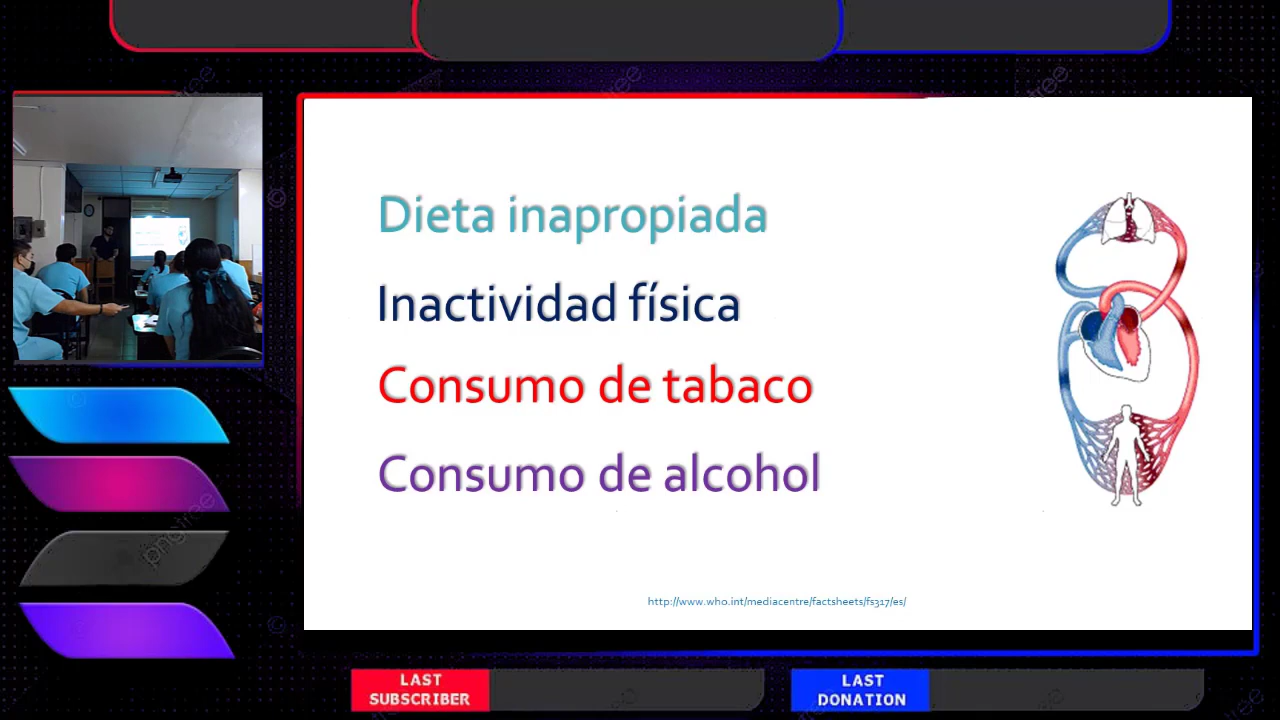 Dieta inapropiada
Inactividad física
Consumo de tabaco
Consumo de alcohol
http://www.who.int/mediacentre/factsheets/fs317/es/
LAST
SUBSCRIBER
LAST
DONATION
pngtree